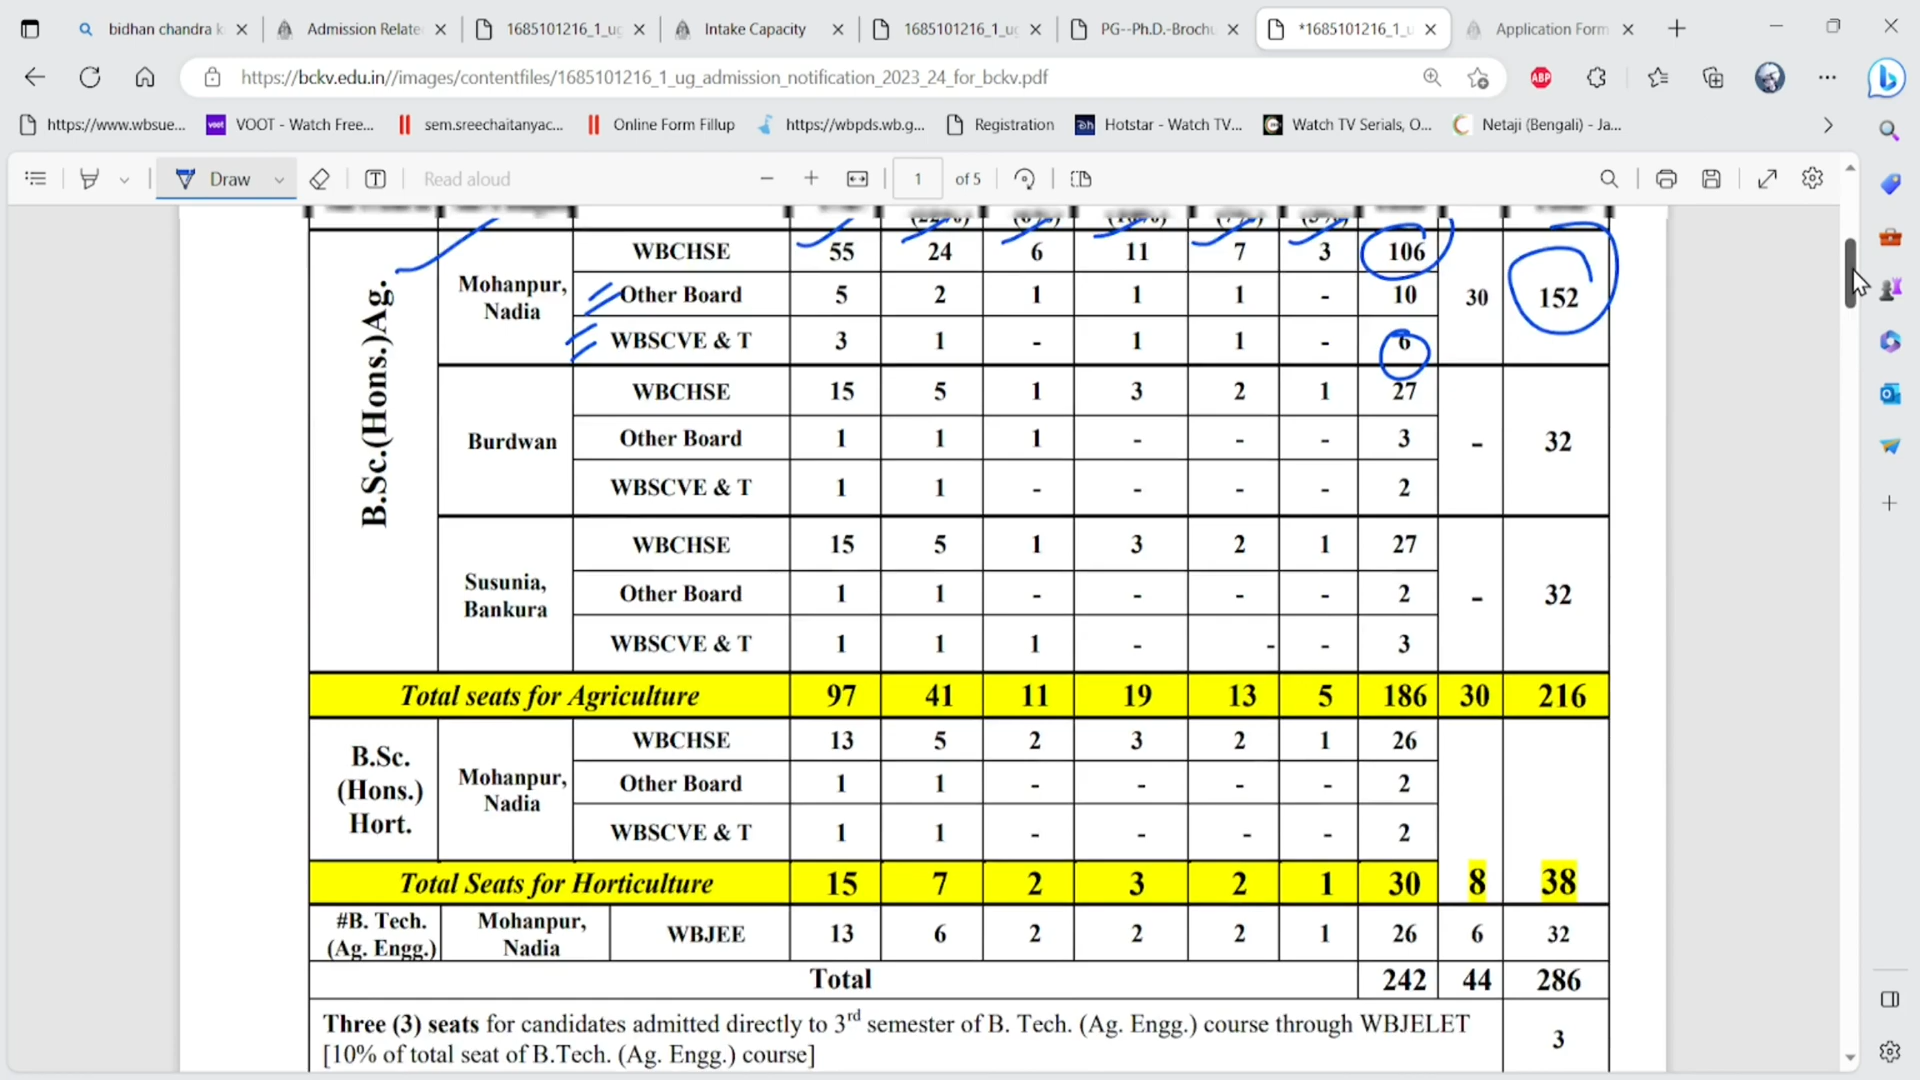 bidhan chandra k
Admission Relate
1685101216_1_ug
Intake Capacity
1685101216_1_ug
PG--Ph.D.-Brochu
*1685101216_1_u
Application Form
https://bckv.edu.in//images/contentfiles/1685101216_1_ug_admission_notification_2023_24_for_bckv.pdf
ABP
https://www.wbsue...
voot VOOT - Watch Free...
sem.sreechaitanyac...
Online Form Fillup
https://wbpds.wb.g...
Registration
Hotstar - Watch TV...
Watch TV Serials, O...
Netaji (Bengali) - Ja...
Draw
Read aloud
1 of 5
B.Sc.(Hons.)Ag.
Mohanpur, Nadia
WBCHSE 55 24 6 11 7 3 106
Other Board 5 2 1 1 1 - 10 30 152
WBSCVE & T 3 1 - 1 1 - 6
Burdwan
WBCHSE 15 5 1 3 2 1 27
Other Board 1 1 1 - - - 3 - 32
WBSCVE & T 1 1 - - - - 2
Susunia, Bankura
WBCHSE 15 5 1 3 2 1 27
Other Board 1 1 - - - - 2 - 32
WBSCVE & T 1 1 1 - - - 3
Total seats for Agriculture 97 41 11 19 13 5 186 30 216
B.Sc. (Hons.) Hort.
Mohanpur, Nadia
WBCHSE 13 5 2 3 2 1 26
Other Board 1 1 - - - - 2
WBSCVE & T 1 1 - - - - 2
Total Seats for Horticulture 15 7 2 3 2 1 30 8 38
#B. Tech. (Ag. Engg.) Mohanpur, Nadia WBJEE 13 6 2 2 2 1 26 6 32
Total 242 44 286
Three (3) seats for candidates admitted directly to 3rd semester of B. Tech. (Ag. Engg.) course through WBJELET
[10% of total seat of B.Tech. (Ag. Engg.) course] 3